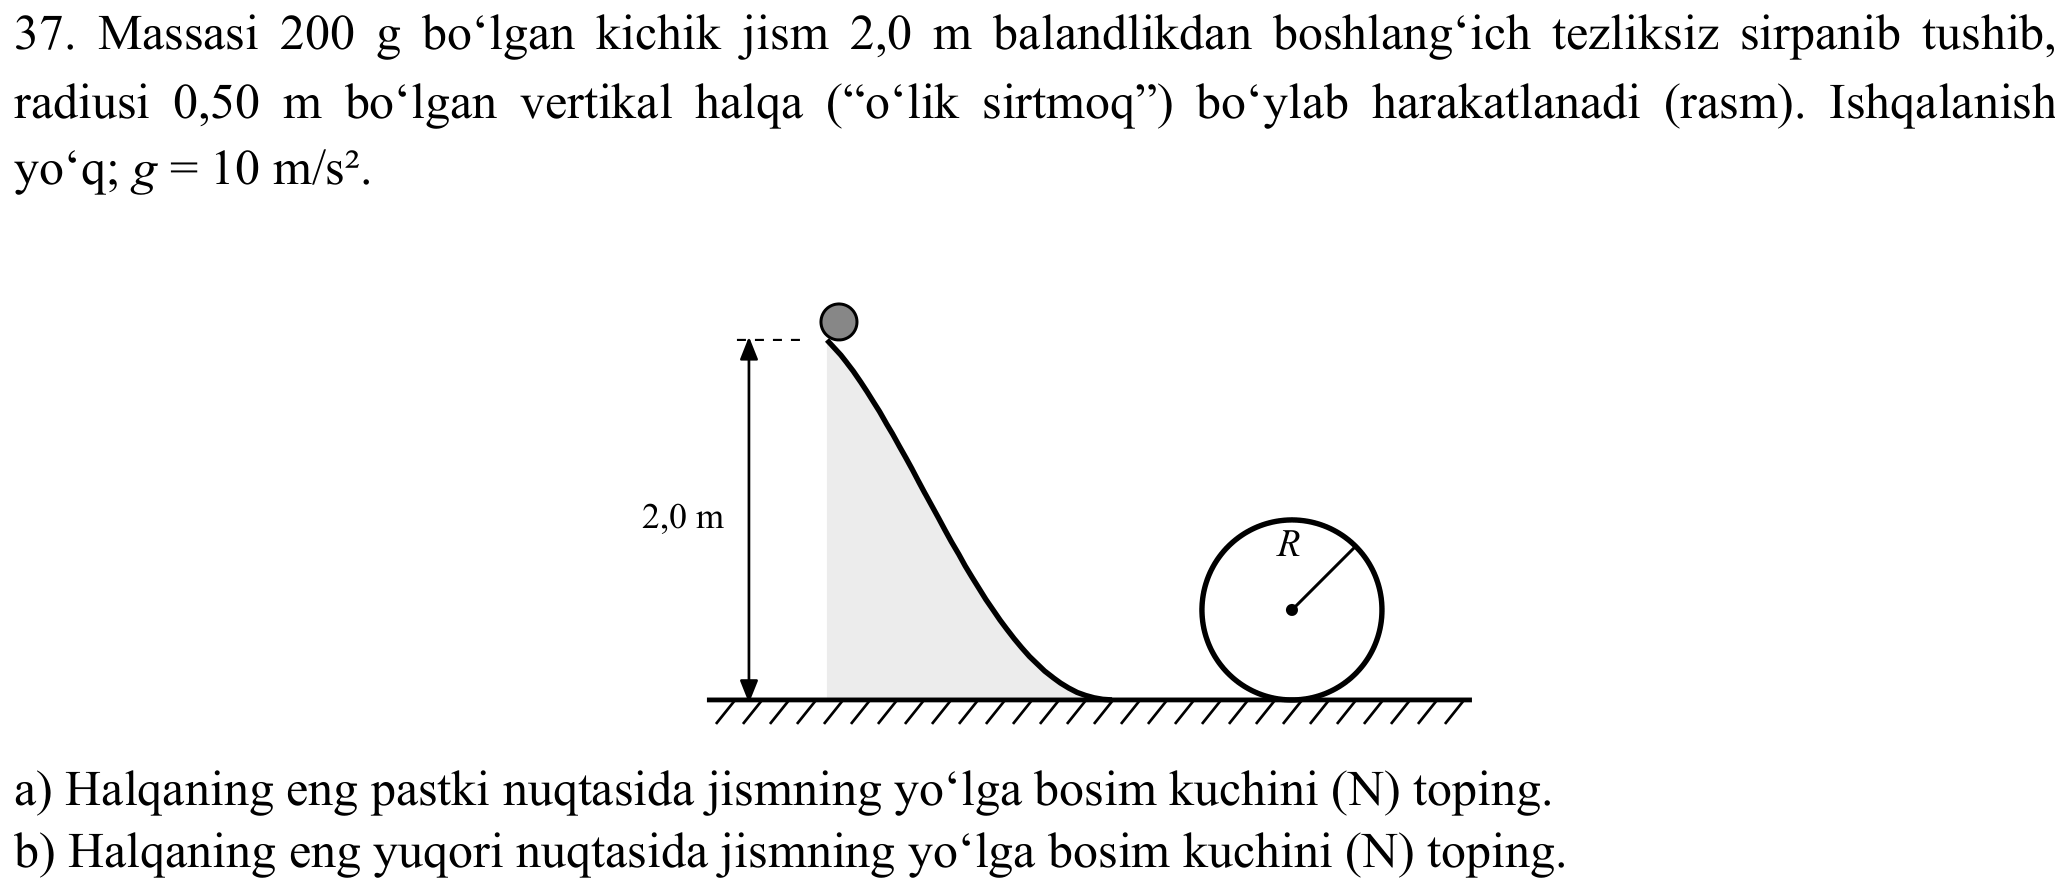 37. Massasi 200 g bo‘lgan kichik jism 2,0 m balandlikdan boshlang‘ich tezliksiz sirpanib tushib,
radiusi 0,50 m bo‘lgan vertikal halqa (“o‘lik sirtmoq”) bo‘ylab harakatlanadi (rasm). Ishqalanish
yo‘q; g = 10 m/s².
2,0 m
R
a) Halqaning eng pastki nuqtasida jismning yo‘lga bosim kuchini (N) toping.
b) Halqaning eng yuqori nuqtasida jismning yo‘lga bosim kuchini (N) toping.